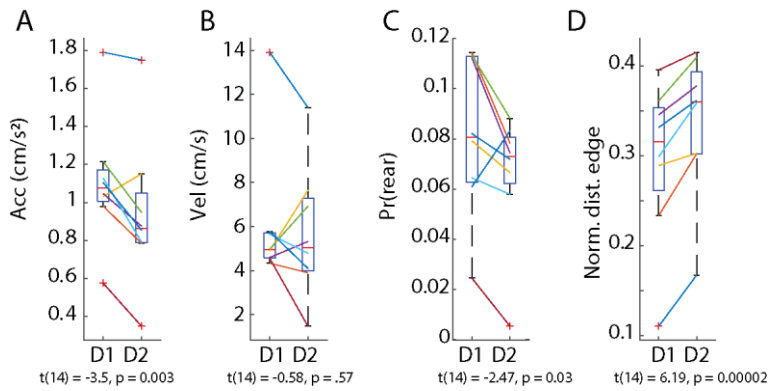 A
B
C
D
Acc (cm/s²)
1.8
1.6
1.4
1.2
1.0
0.8
0.6
0.4
D1 D2
t(14) = -3.5, p = 0.003
Vel (cm/s)
14
12
10
8
6
4
2
D1 D2
t(14) = -0.58, p = .57
Pr(rear)
0.12
0.1
0.08
0.06
0.04
0.02
0
D1 D2
t(14) = -2.47, p = 0.03
Norm. dist. edge
0.4
0.3
0.2
0.1
D1 D2
t(14) = 6.19, p = 0.00002